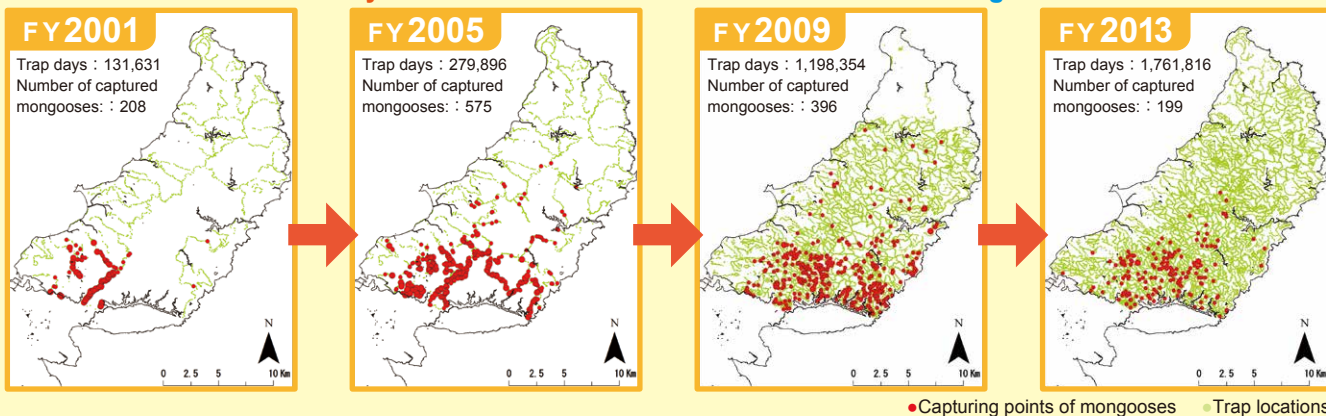 FY2001
Trap days : 131,631
Number of captured
mongooses: : 208
N
0 2.5 5 10 Km
FY2005
Trap days : 279,896
Number of captured
mongooses: : 575
N
0 2.5 5 10 Km
FY2009
Trap days : 1,198,354
Number of captured
mongooses: : 396
N
0 2.5 5 10 Km
FY2013
Trap days : 1,761,816
Number of captured
mongooses: : 199
N
0 2.5 5 10 Km
●Capturing points of mongooses ●Trap locations